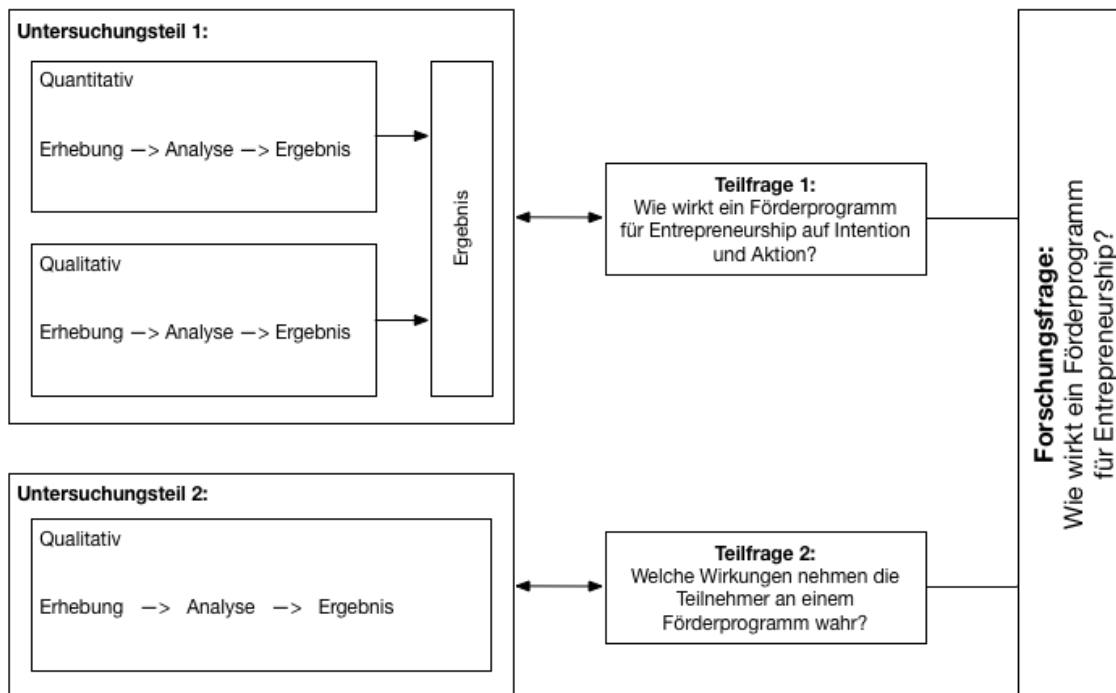 Untersuchungsteil 1:
Quantitativ
Erhebung —> Analyse —> Ergebnis
Qualitativ
Erhebung —> Analyse —> Ergebnis
Ergebnis
Teilfrage 1:
Wie wirkt ein Förderprogramm
für Entrepreneurship auf Intention
und Aktion?
Untersuchungsteil 2:
Qualitativ
Erhebung —> Analyse —> Ergebnis
Teilfrage 2:
Welche Wirkungen nehmen die
Teilnehmer an einem
Förderprogramm wahr?
Forschungsfrage:
Wie wirkt ein Förderprogramm
für Entrepreneurship?